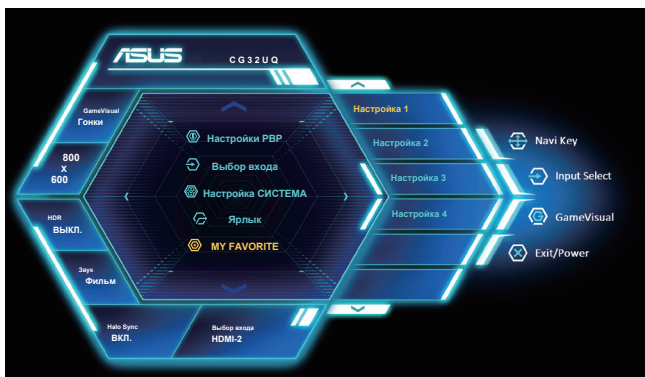 ASUS CG32UQ
GameVisual
Гонки
800
X
600
HDR
ВЫКЛ.
Звук
Фильм
Halo Sync
ВКЛ.
Выбор входа
HDMI-2
Настройки PBP
Выбор входа
Настройка СИСТЕМА
Ярлык
MY FAVORITE
Настройка 1
Настройка 2
Настройка 3
Настройка 4
Navi Key
Input Select
GameVisual
Exit/Power